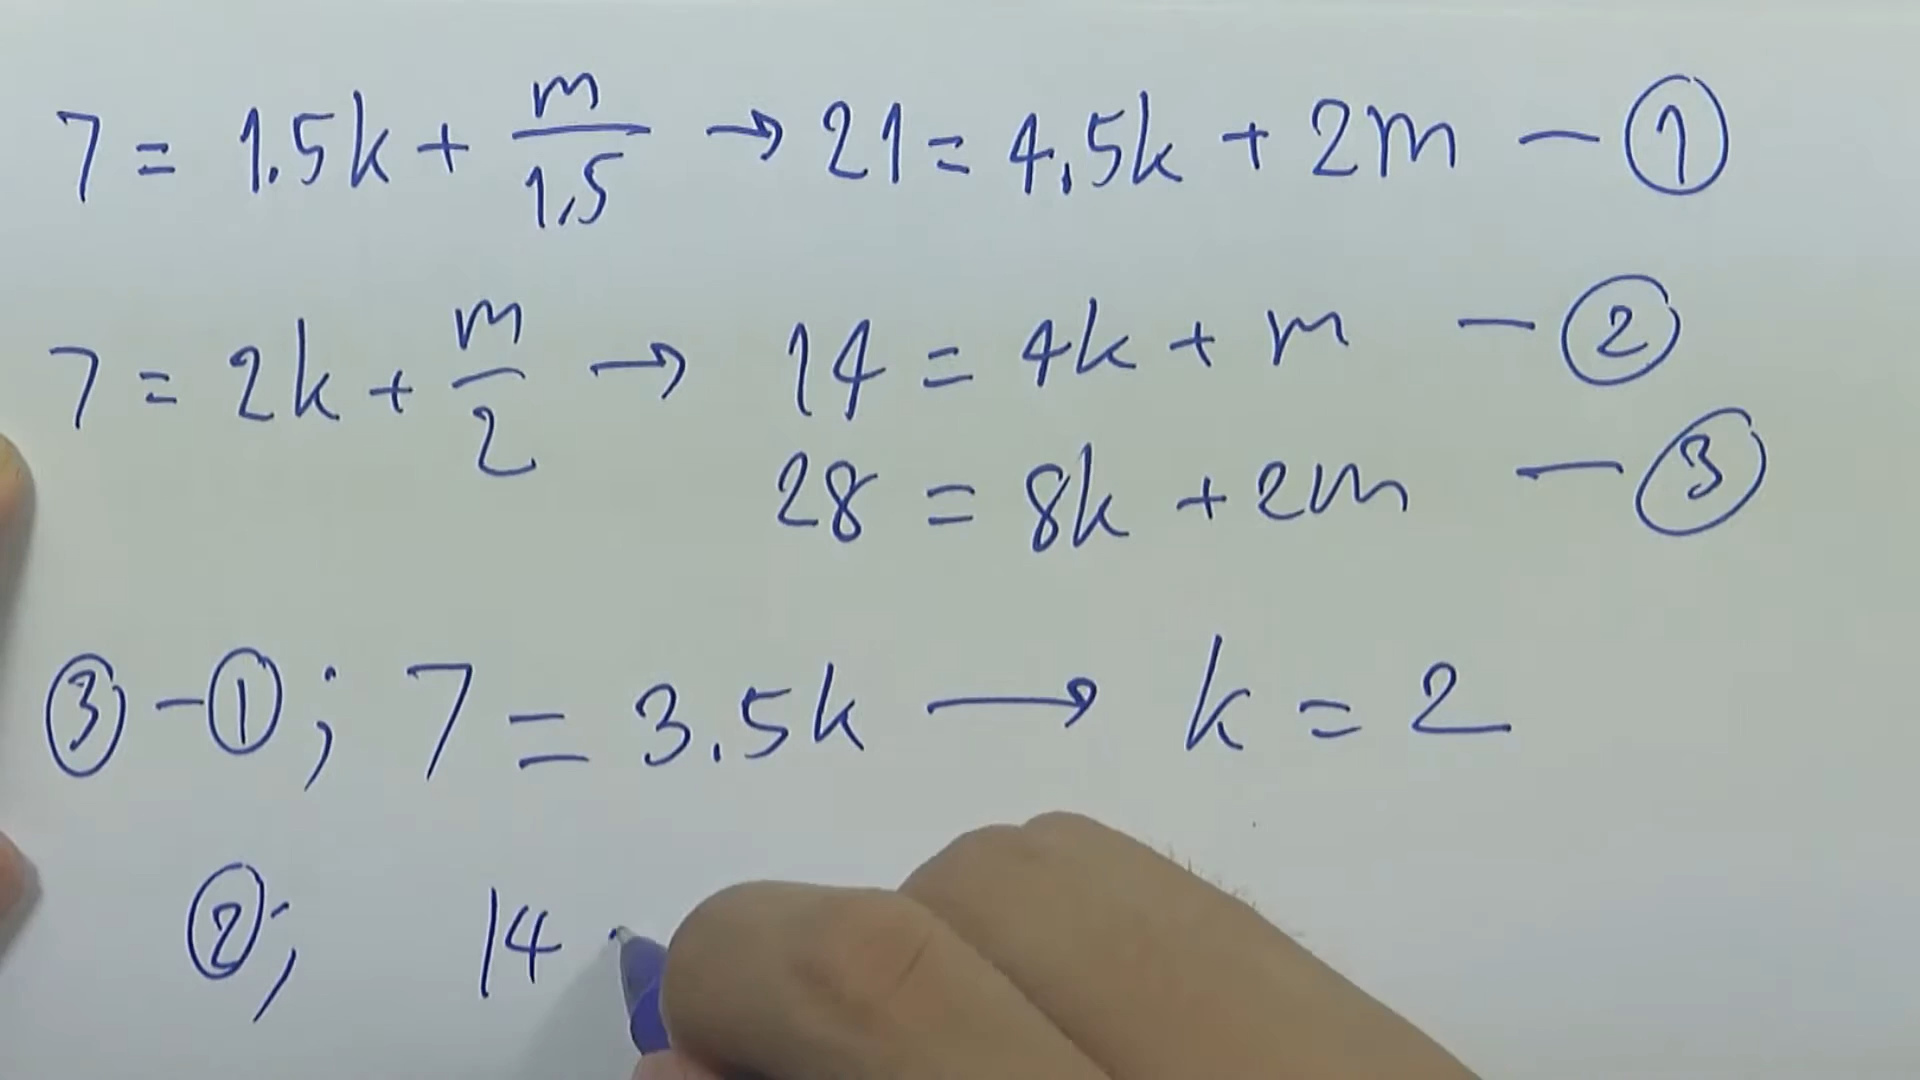 7 = 1.5k + m/1,5 → 21 = 4,5k + 2m — ①
7 = 2k + m/2 → 14 = 4k + m — ②
28 = 8k + 2m — ③
③ - ①; 7 = 3.5k → k = 2
②; 14